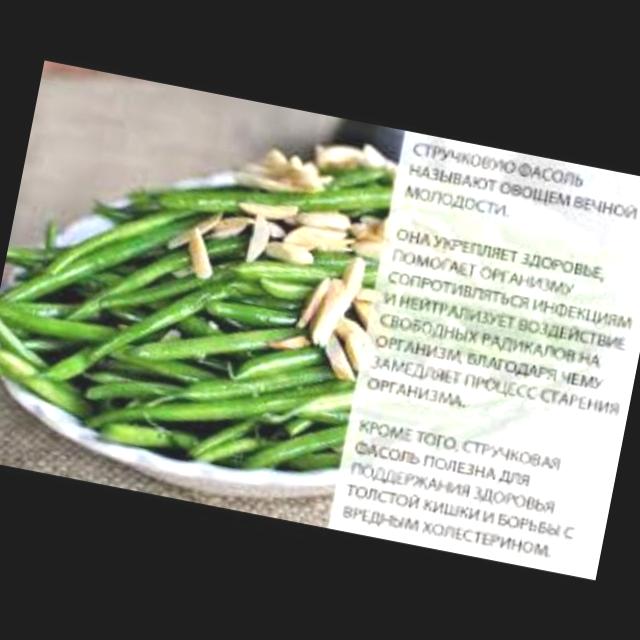 СТРУЧКОВУЮ ФАСОЛЬ
НАЗЫВАЮТ ОВОЩЕМ ВЕЧНОЙ
МОЛОДОСТИ.
ОНА УКРЕПЛЯЕТ ЗДОРОВЬЕ,
ПОМОГАЕТ ОРГАНИЗМУ
СОПРОТИВЛЯТЬСЯ ИНФЕКЦИЯМ
И НЕЙТРАЛИЗУЕТ ВОЗДЕЙСТВИЕ
СВОБОДНЫХ РАДИКАЛОВ НА
ОРГАНИЗМ, БЛАГОДАРЯ ЧЕМУ
ЗАМЕДЛЯЕТ ПРОЦЕСС СТАРЕНИЯ
ОРГАНИЗМА.
КРОМЕ ТОГО, СТРУЧКОВАЯ
ФАСОЛЬ ПОЛЕЗНА ДЛЯ
ПОДДЕРЖАНИЯ ЗДОРОВЬЯ
ТОЛСТОЙ КИШКИ И БОРЬБЫ С
ВРЕДНЫМ ХОЛЕСТЕРИНОМ.